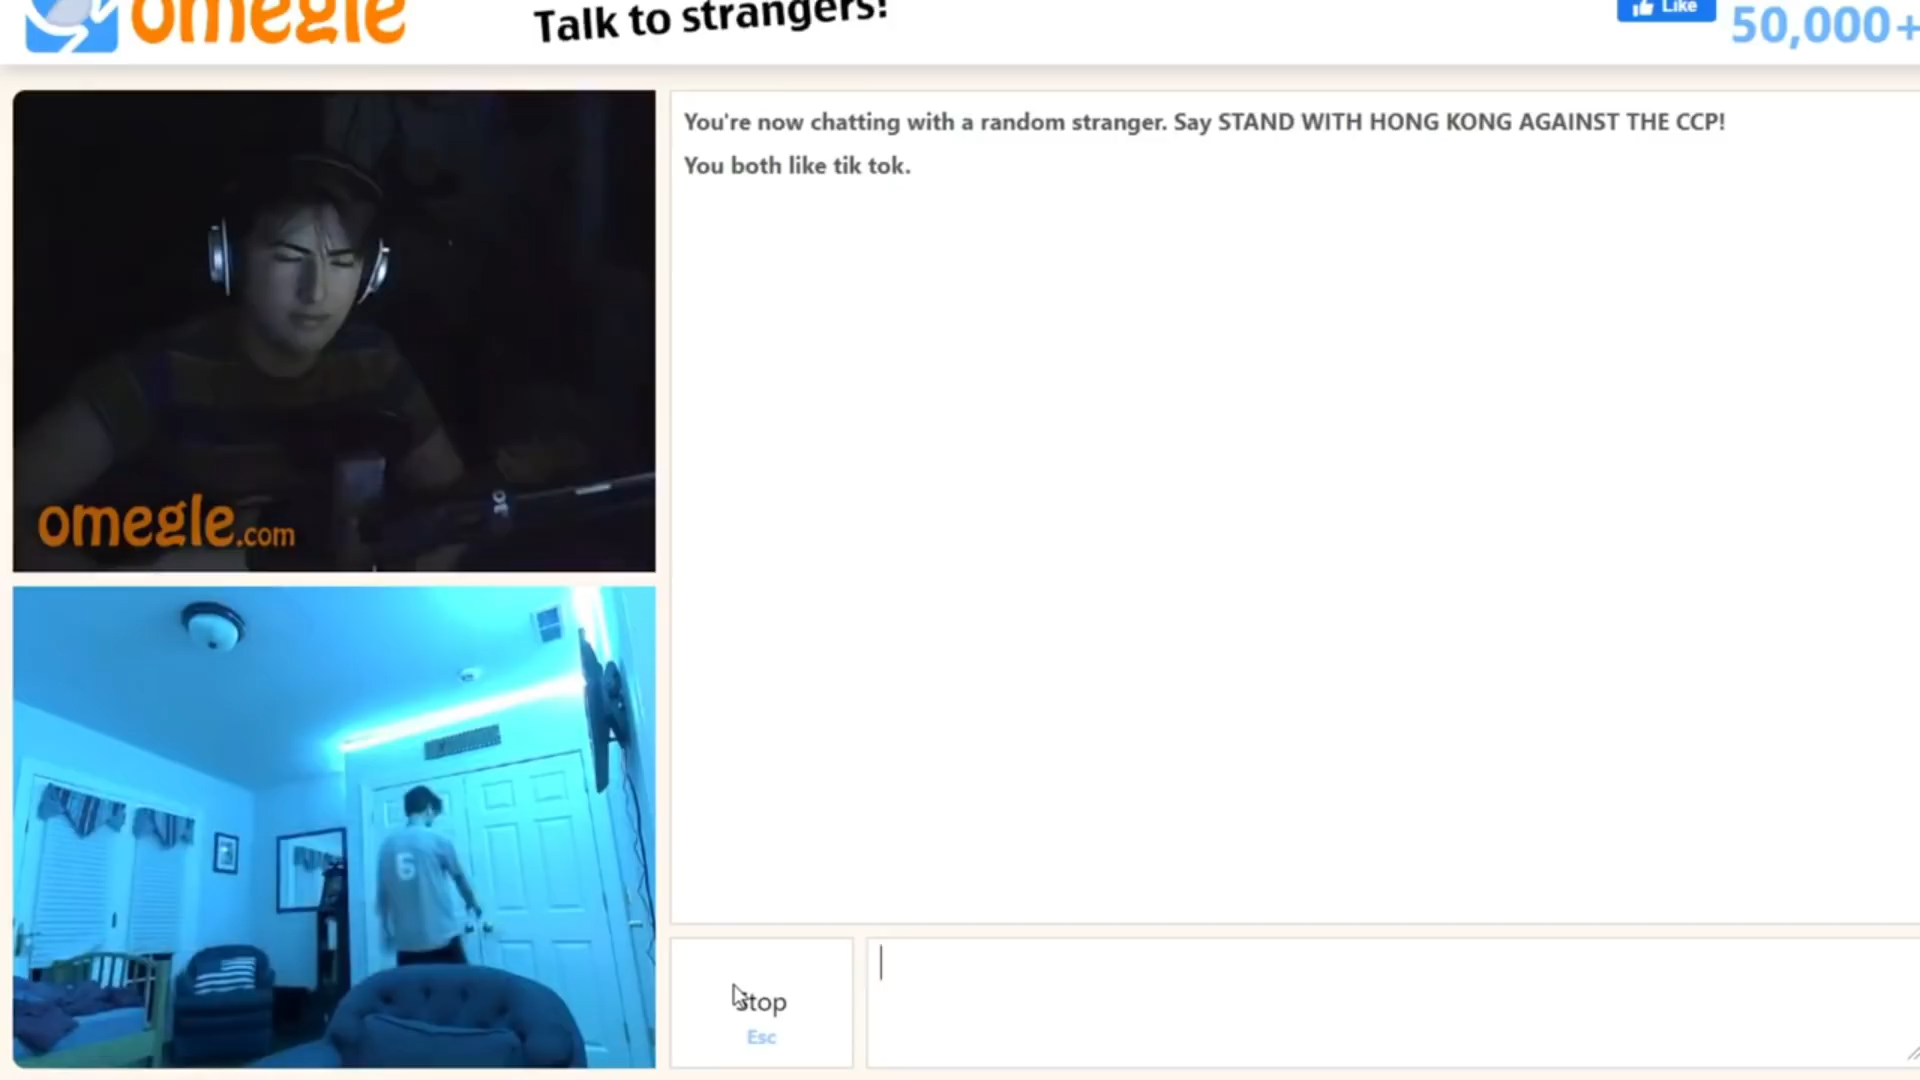 omegle
Talk to strangers!
Like
50,000+
You're now chatting with a random stranger. Say STAND WITH HONG KONG AGAINST THE CCP!
You both like tik tok.
omegle.com
5
Stop
Esc